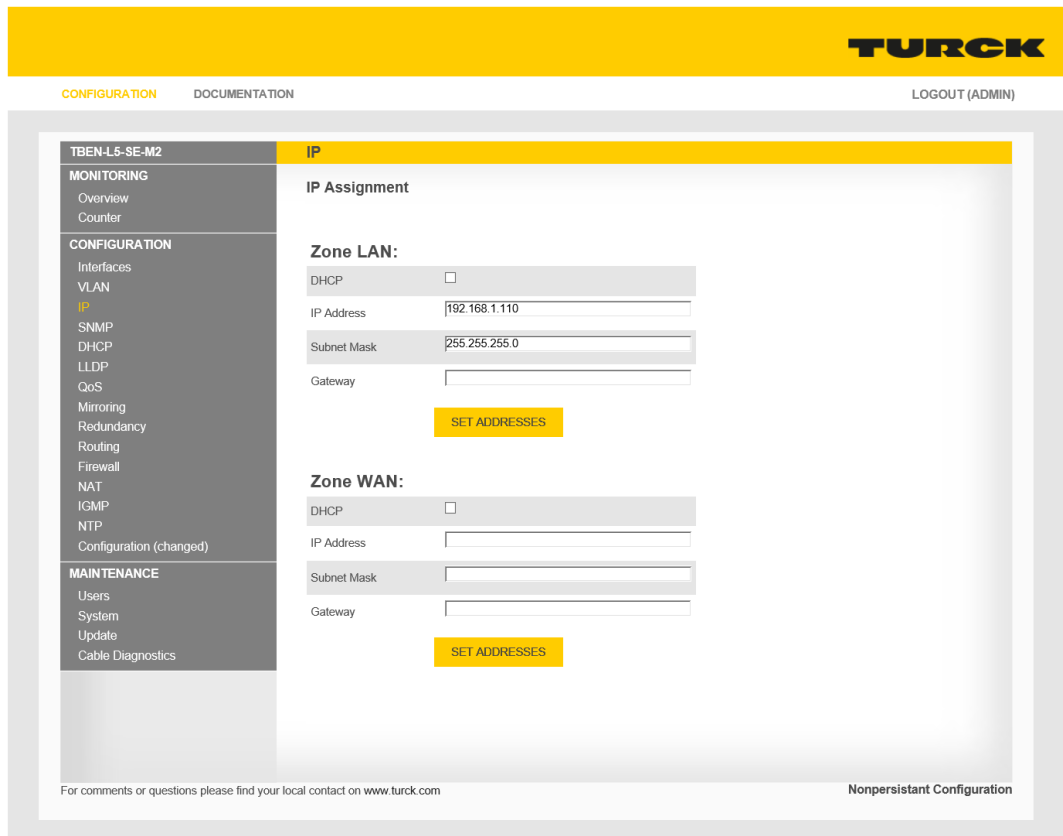 TURCK
CONFIGURATION DOCUMENTATION LOGOUT (ADMIN)
TBEN-L5-SE-M2
MONITORING
Overview
Counter
CONFIGURATION
Interfaces
VLAN
IP
SNMP
DHCP
LLDP
QoS
Mirroring
Redundancy
Routing
Firewall
NAT
IGMP
NTP
Configuration (changed)
MAINTENANCE
Users
System
Update
Cable Diagnostics
IP
IP Assignment
Zone LAN:
DHCP
IP Address 192.168.1.110
Subnet Mask 255.255.255.0
Gateway
SET ADDRESSES
Zone WAN:
DHCP
IP Address
Subnet Mask
Gateway
SET ADDRESSES
For comments or questions please find your local contact on www.turck.com Nonpersistant Configuration